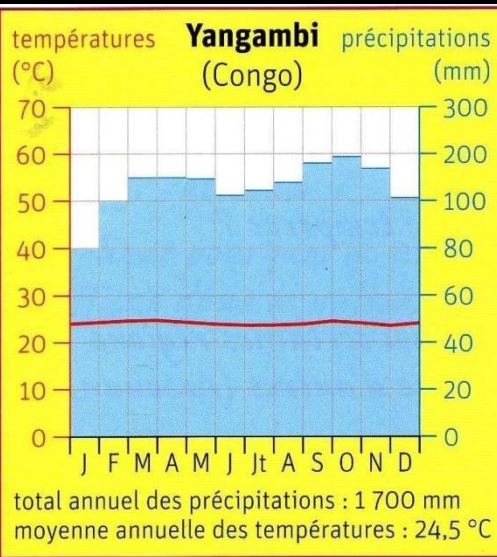 températures Yangambi précipitations
(°C) (Congo) (mm)
70 300
60 200
50 100
40 80
30 60
20 40
10 20
0 0
J F M A M J Jt A S O N D
total annuel des précipitations : 1 700 mm
moyenne annuelle des températures : 24,5 °C